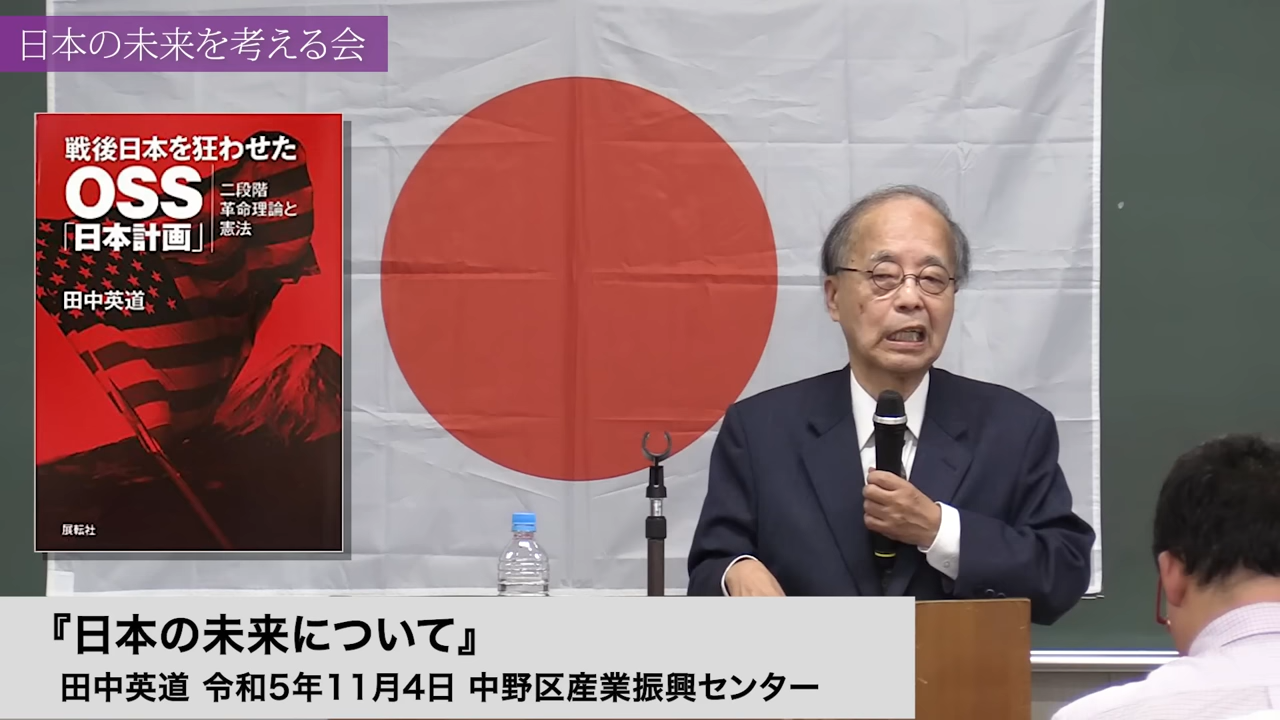 日本の未来を考える会
戦後日本を狂わせた
OSS
「日本計画」
二段階
革命理論と
憲法
田中英道
展転社
『日本の未来について』
田中英道 令和5年11月4日 中野区産業振興センター